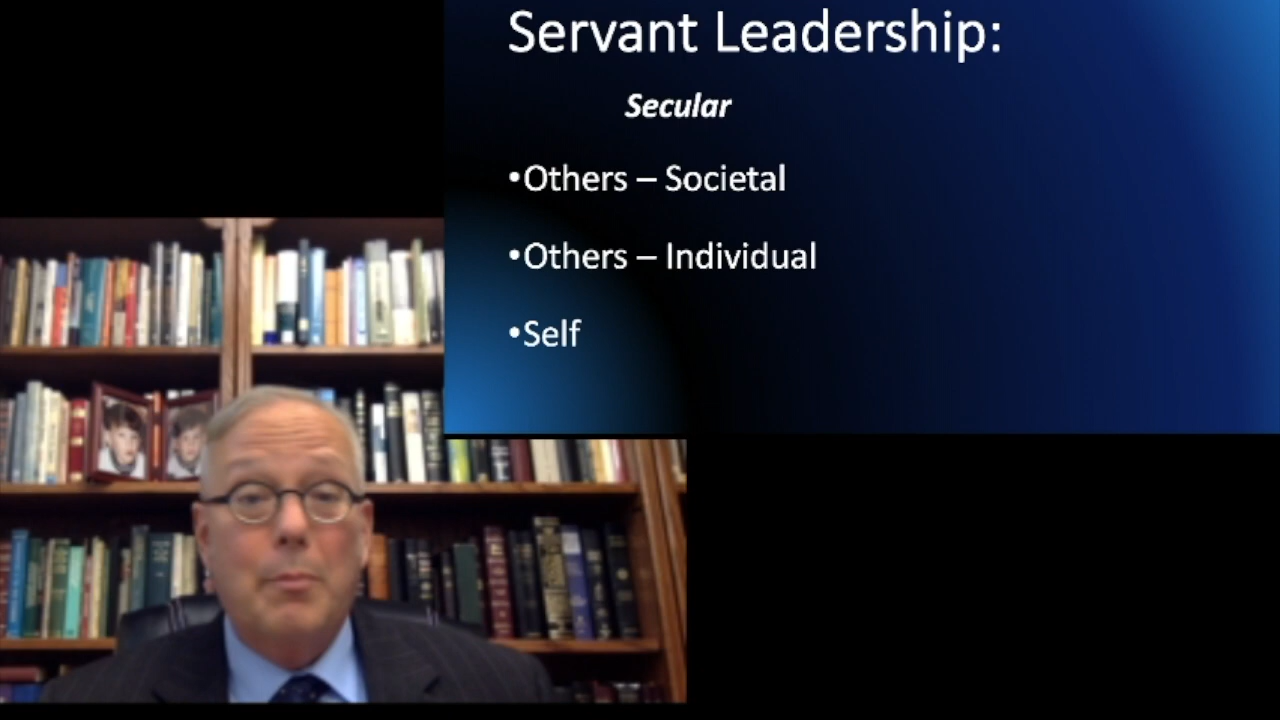 Servant Leadership:
Secular
•Others – Societal
•Others – Individual
•Self